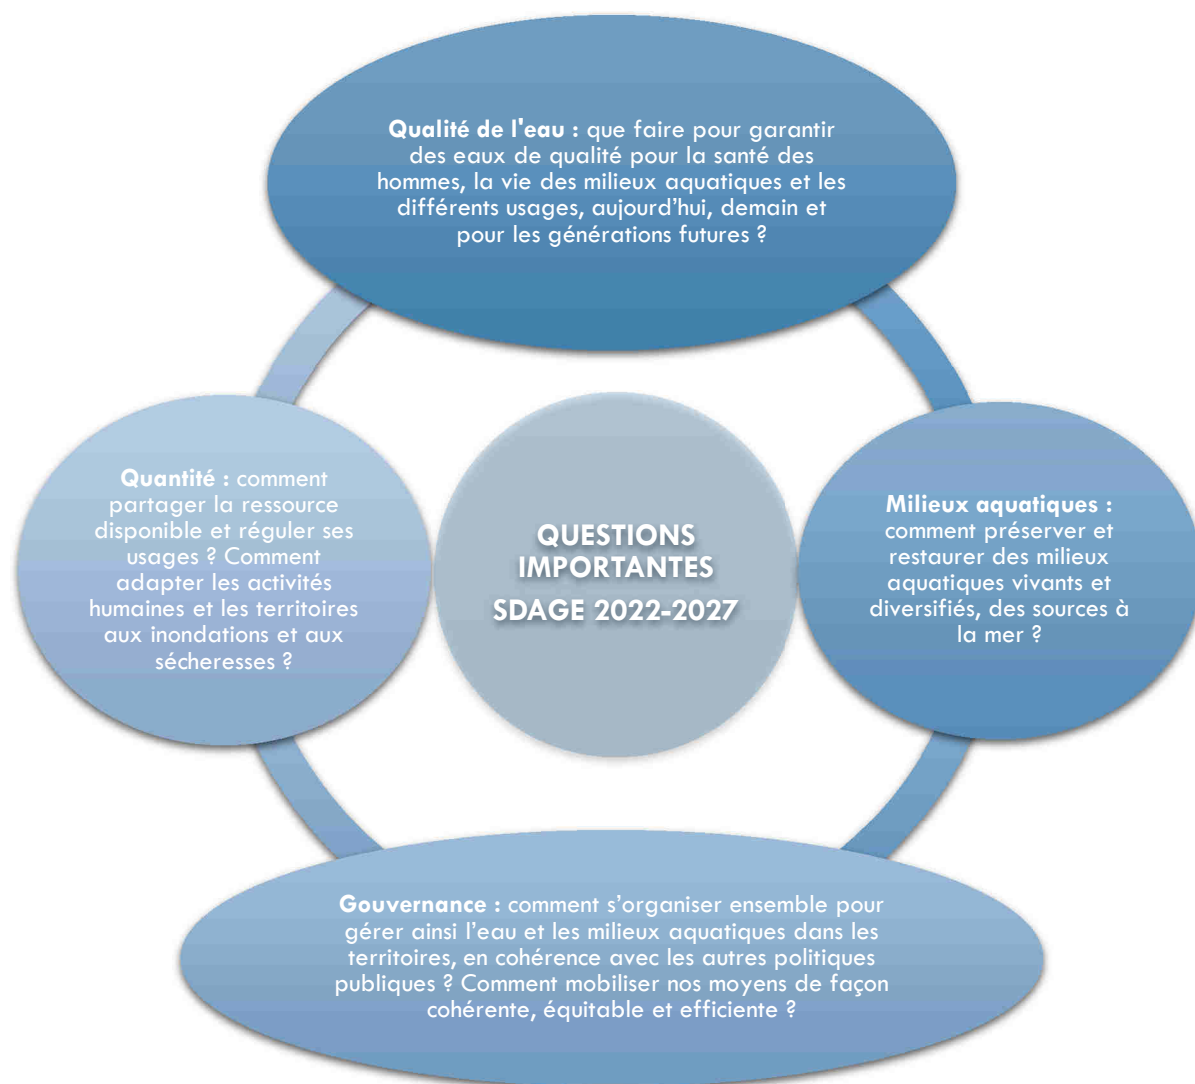 Qualité de l'eau : que faire pour garantir
des eaux de qualité pour la santé des
hommes, la vie des milieux aquatiques et les
différents usages, aujourd’hui, demain et
pour les générations futures ?
Quantité : comment
partager la ressource
disponible et réguler ses
usages ? Comment
adapter les activités
humaines et les territoires
aux inondations et aux
sécheresses ?
QUESTIONS
IMPORTANTES
SDAGE 2022-2027
Milieux aquatiques :
comment préserver et
restaurer des milieux
aquatiques vivants et
diversifiés, des sources à
la mer ?
Gouvernance : comment s’organiser ensemble pour
gérer ainsi l’eau et les milieux aquatiques dans les
territoires, en cohérence avec les autres politiques
publiques ? Comment mobiliser nos moyens de façon
cohérente, équitable et efficiente ?